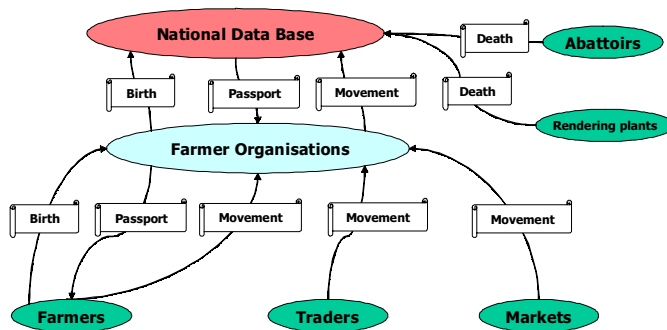 National Data Base
Death
Abattoirs
Birth
Passport
Movement
Death
Rendering plants
Farmer Organisations
Birth
Passport
Movement
Movement
Movement
Farmers
Traders
Markets